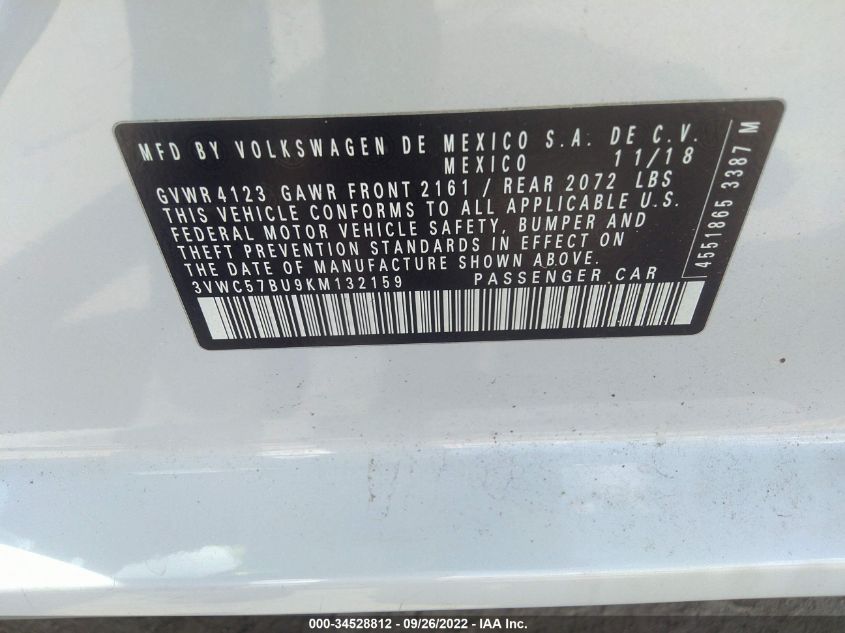 MFD BY VOLKSWAGEN DE MEXICO S.A. DE C.V.
MEXICO 11/18
GVWR 4123 GAWR FRONT 2161 / REAR 2072 LBS
THIS VEHICLE CONFORMS TO ALL APPLICABLE U.S.
FEDERAL MOTOR VEHICLE SAFETY, BUMPER AND
THEFT PREVENTION STANDARDS IN EFFECT ON
THE DATE OF MANUFACTURE SHOWN ABOVE.
3VWC57BU9KM132159 PASSENGER CAR
4551865 3387 M
000-34528812 - 09/26/2022 - IAA Inc.